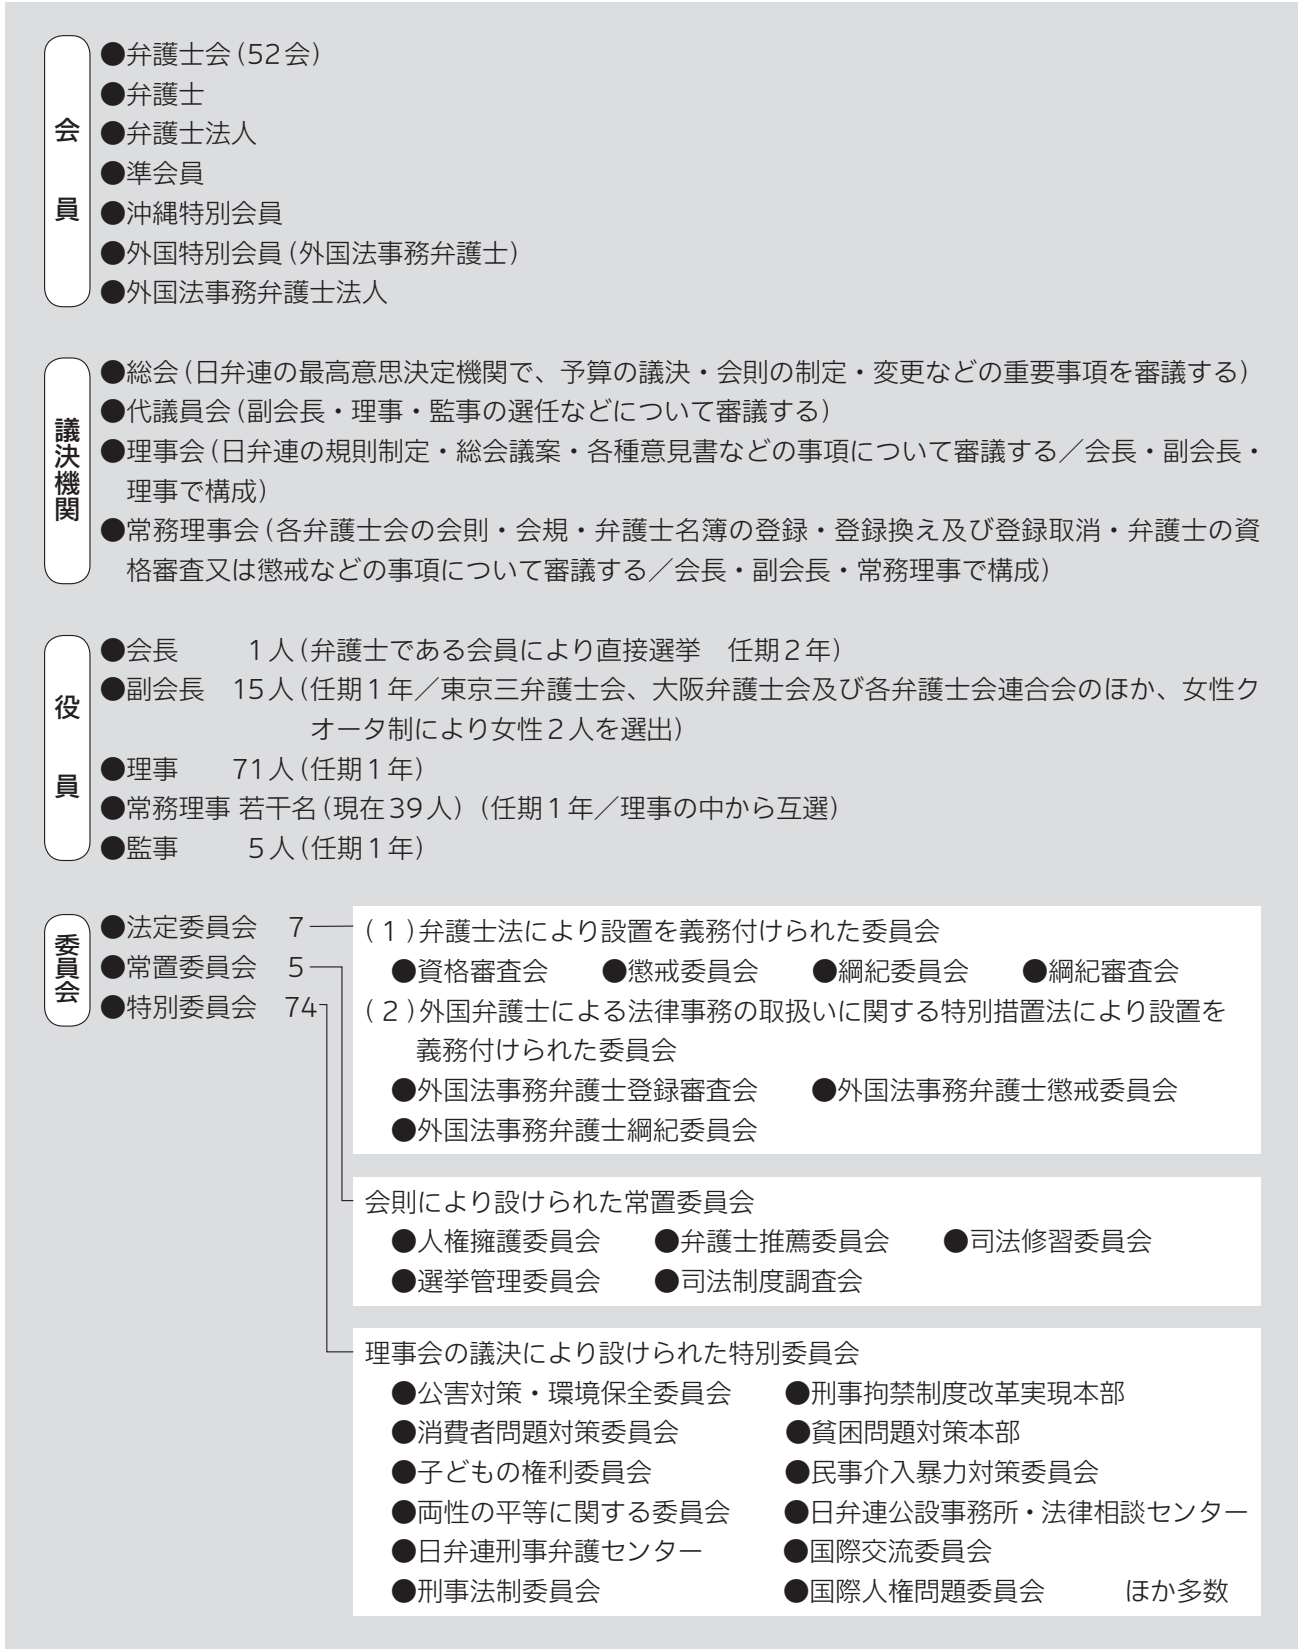 会員
●弁護士会(52会)
●弁護士
●弁護士法人
●準会員
●沖縄特別会員
●外国特別会員(外国法事務弁護士)
●外国法事務弁護士法人
議決機関
●総会(日弁連の最高意思決定機関で、予算の議決・会則の制定・変更などの重要事項を審議する)
●代議員会(副会長・理事・監事の選任などについて審議する)
●理事会(日弁連の規則制定・総会議案・各種意見書などの事項について審議する／会長・副会長・
理事で構成)
●常務理事会(各弁護士会の会則・会規・弁護士名簿の登録・登録換え及び登録取消・弁護士の資
格審査又は懲戒などの事項について審議する／会長・副会長・常務理事で構成)
役員
●会長 1人(弁護士である会員により直接選挙 任期2年)
●副会長 15人(任期1年／東京三弁護士会、大阪弁護士会及び各弁護士会連合会のほか、女性ク
オータ制により女性2人を選出)
●理事 71人(任期1年)
●常務理事 若干名(現在39人)(任期1年／理事の中から互選)
●監事 5人(任期1年)
委員会
●法定委員会 7
●常置委員会 5
●特別委員会 74
(1)弁護士法により設置を義務付けられた委員会
●資格審査会 ●懲戒委員会 ●綱紀委員会 ●綱紀審査会
(2)外国弁護士による法律事務の取扱いに関する特別措置法により設置を
義務付けられた委員会
●外国法事務弁護士登録審査会 ●外国法事務弁護士懲戒委員会
●外国法事務弁護士綱紀委員会
会則により設けられた常置委員会
●人権擁護委員会 ●弁護士推薦委員会 ●司法修習委員会
●選挙管理委員会 ●司法制度調査会
理事会の議決により設けられた特別委員会
●公害対策・環境保全委員会 ●刑事拘禁制度改革実現本部
●消費者問題対策委員会 ●貧困問題対策本部
●子どもの権利委員会 ●民事介入暴力対策委員会
●両性の平等に関する委員会 ●日弁連公設事務所・法律相談センター
●日弁連刑事弁護センター ●国際交流委員会
●刑事法制委員会 ●国際人権問題委員会 ほか多数